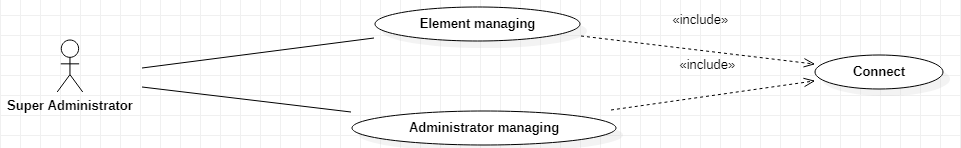 Element managing
«include»
«include»
Connect
Super Administrator
Administrator managing